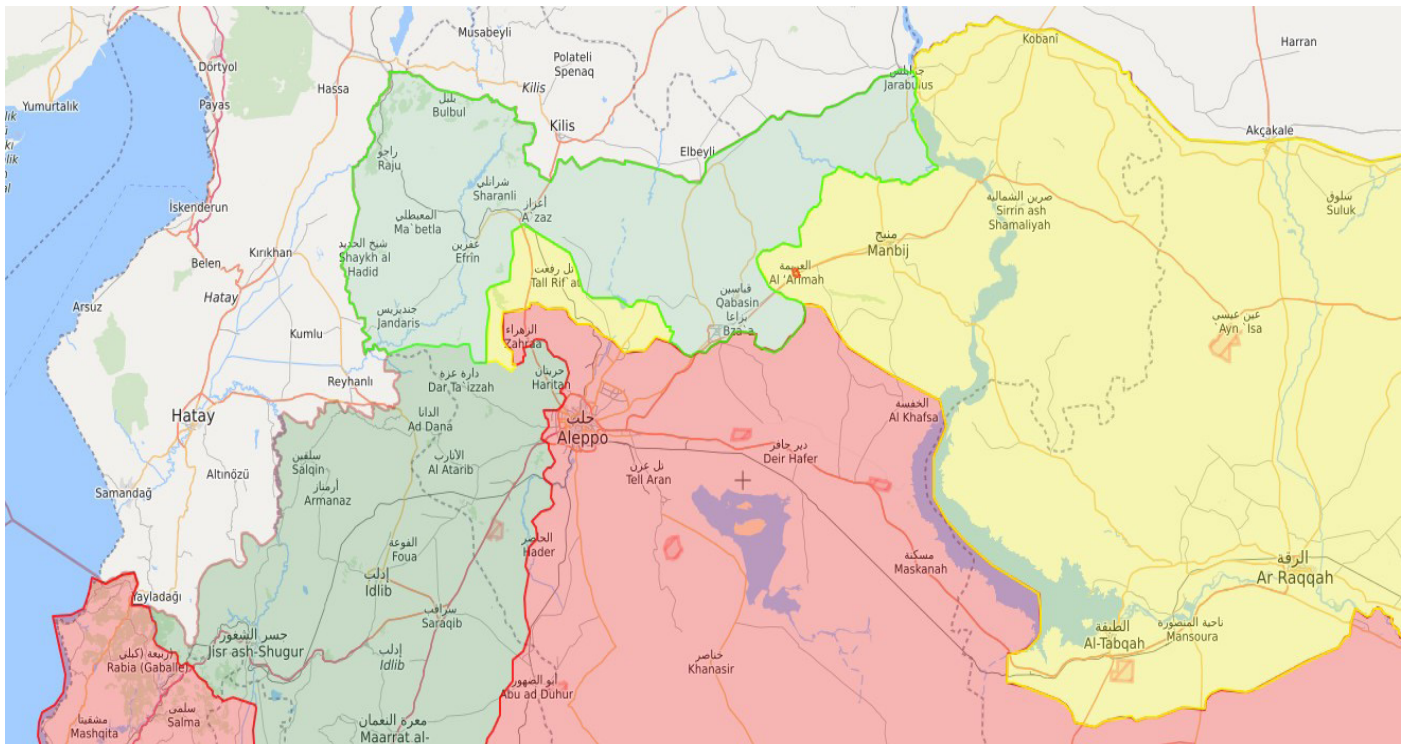 Musabeyli
Kobanî
Harran
Polateli
Spenaq
Dörtyol
Hassa
Kilis
Yumurtalık
Payas
بلبل
Bulbul
جرابلس
Jarabulus
Kilis
Akçakale
Elbeyli
راجو
Raju
شرانلي
Sharanli
أعزاز
A`zaz
صرين الشمالية
Sirrin ash
Shamaliyah
سلوق
Suluk
İskenderun
المعبطلي
Ma`betla
منبج
Manbij
Kırıkhan
شيخ الحديد
Shaykh al
Hadid
عفرين
Efrîn
Belen
تل رفعت
Tall Rif`at
العريمة
Al 'Arimah
Hatay
Arsuz
قباسين
Qabasin
جنديريس
Jandaris
بزاعا
Bza`a
عين عيسى
`Ayn `Isa
Kumlu
الزهراء
Zahraa
Reyhanlı
دارة عزة
Dar Ta`izzah
حريتان
Haritan
الخفسة
Al Khafsa
Hatay
الدانا
Ad Dana
حلب
Aleppo
دير حافر
Deir Hafer
سلقين
Salqin
الأتارب
Al Atarib
تل عرن
Tell Aran
Altınözü
Samandağ
أرمناز
Armanaz
الحاضر
Hader
الفوعة
Foua
مسكنة
Maskanah
الرقة
Ar Raqqah
إدلب
Idlib
Yayladağı
سراقب
Saraqib
جسر الشغور
Jisr ash-Shugur
الطبقة
Al-Tabqah
ناحية المنصورة
Mansoura
إدلب
Idlib
ربيعة (كبلي
Rabia (Gaballe)
خناصر
Khanasir
أبو الضهور
Abu ad Duhur
سلمى
Salma
مشقيتا
Mashqita
معرة النعمان
Maarrat al-